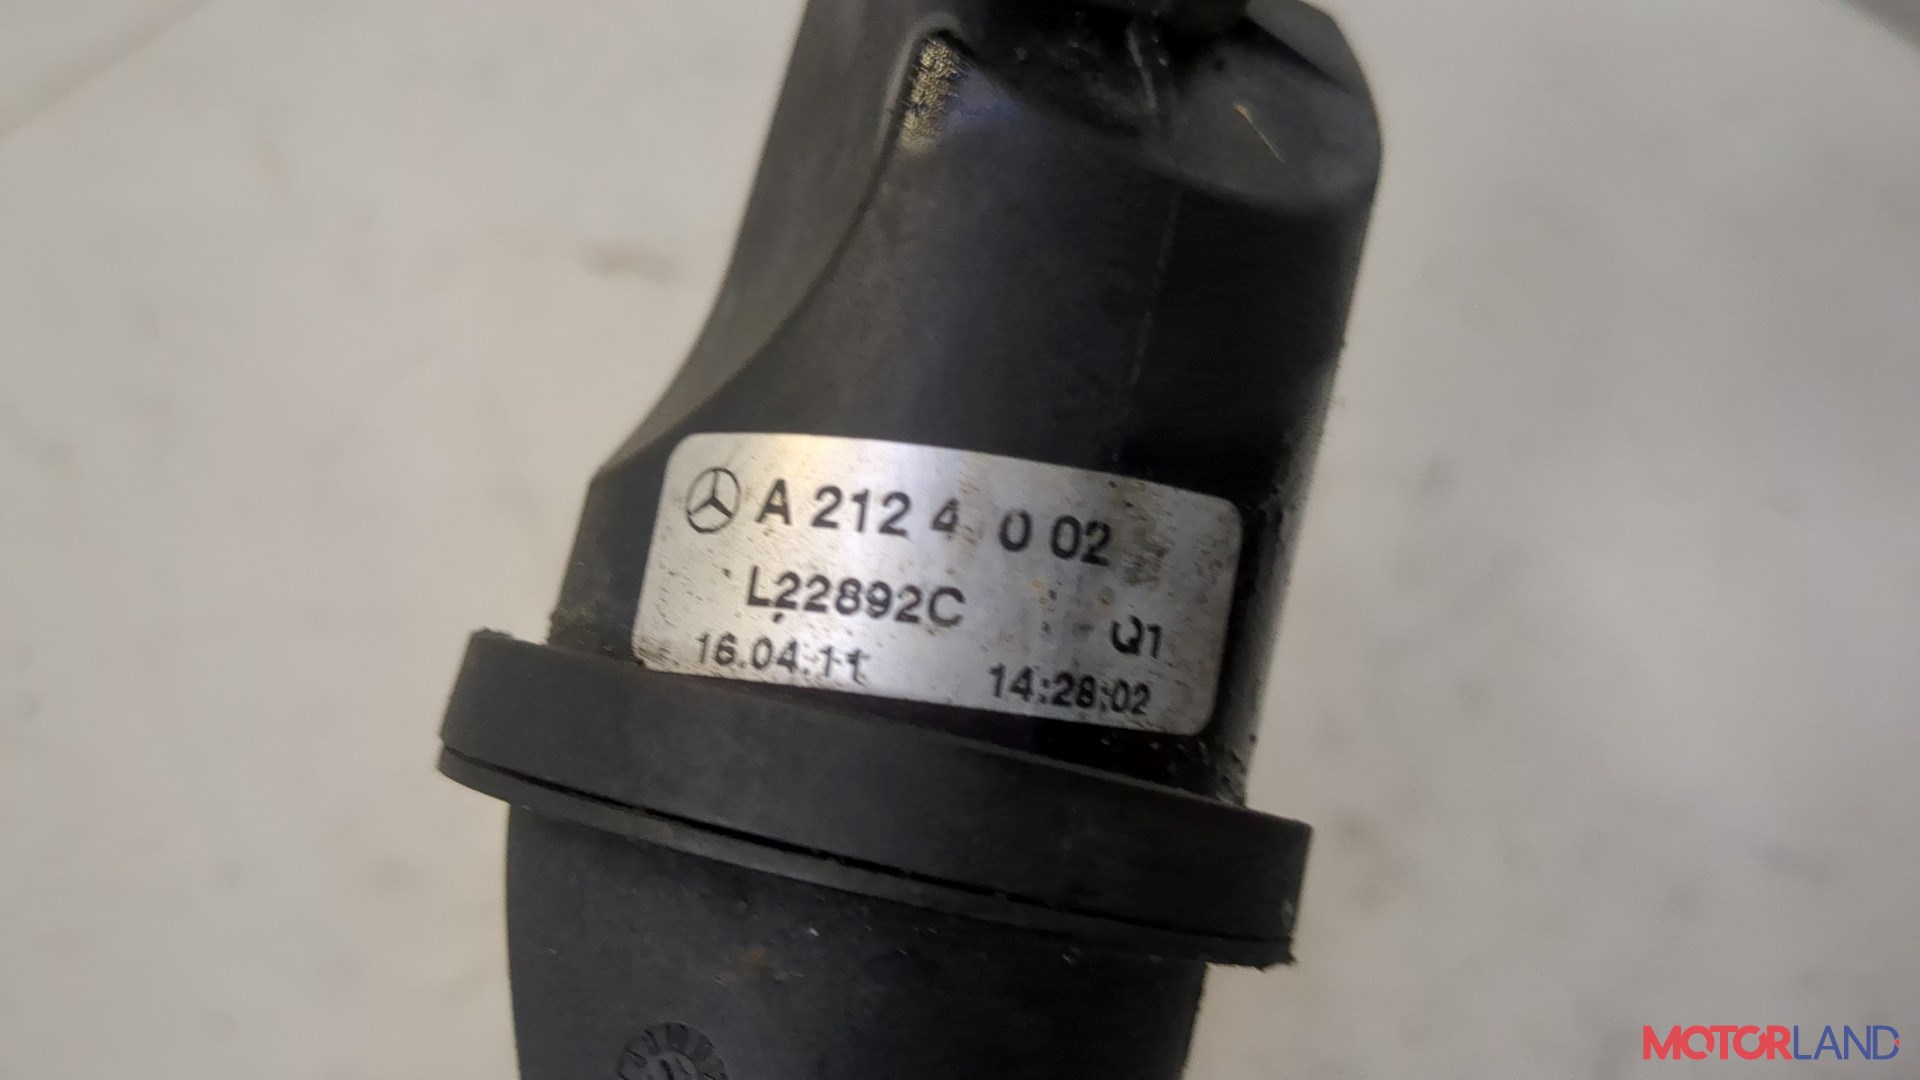 A 212 4 0 02
L22892C Q1
16.04.11 14:28:02
MOTORLAND